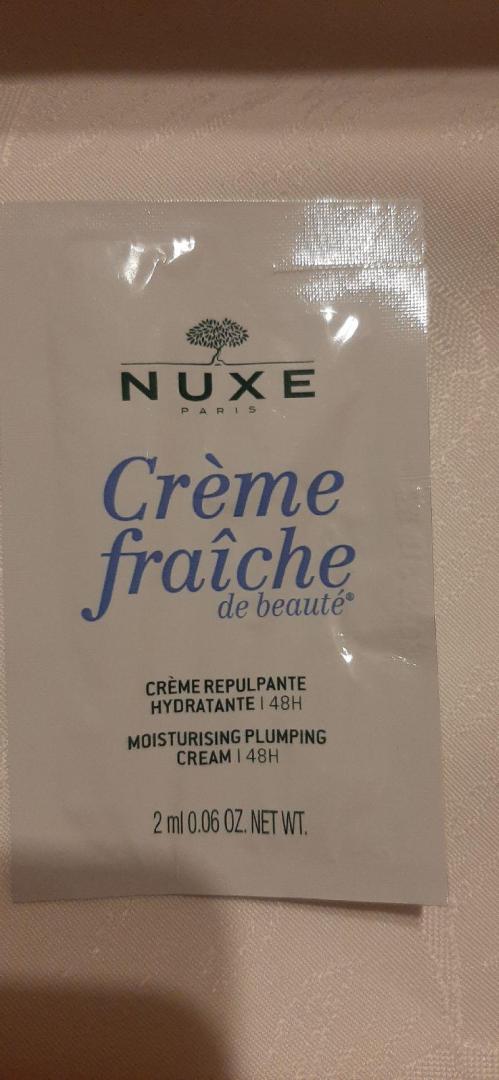 NUXE
PARIS
Crème
fraîche
de beauté®
CRÈME REPULPANTE
HYDRATANTE | 48H
MOISTURISING PLUMPING
CREAM | 48H
2 ml 0.06 OZ. NET WT.